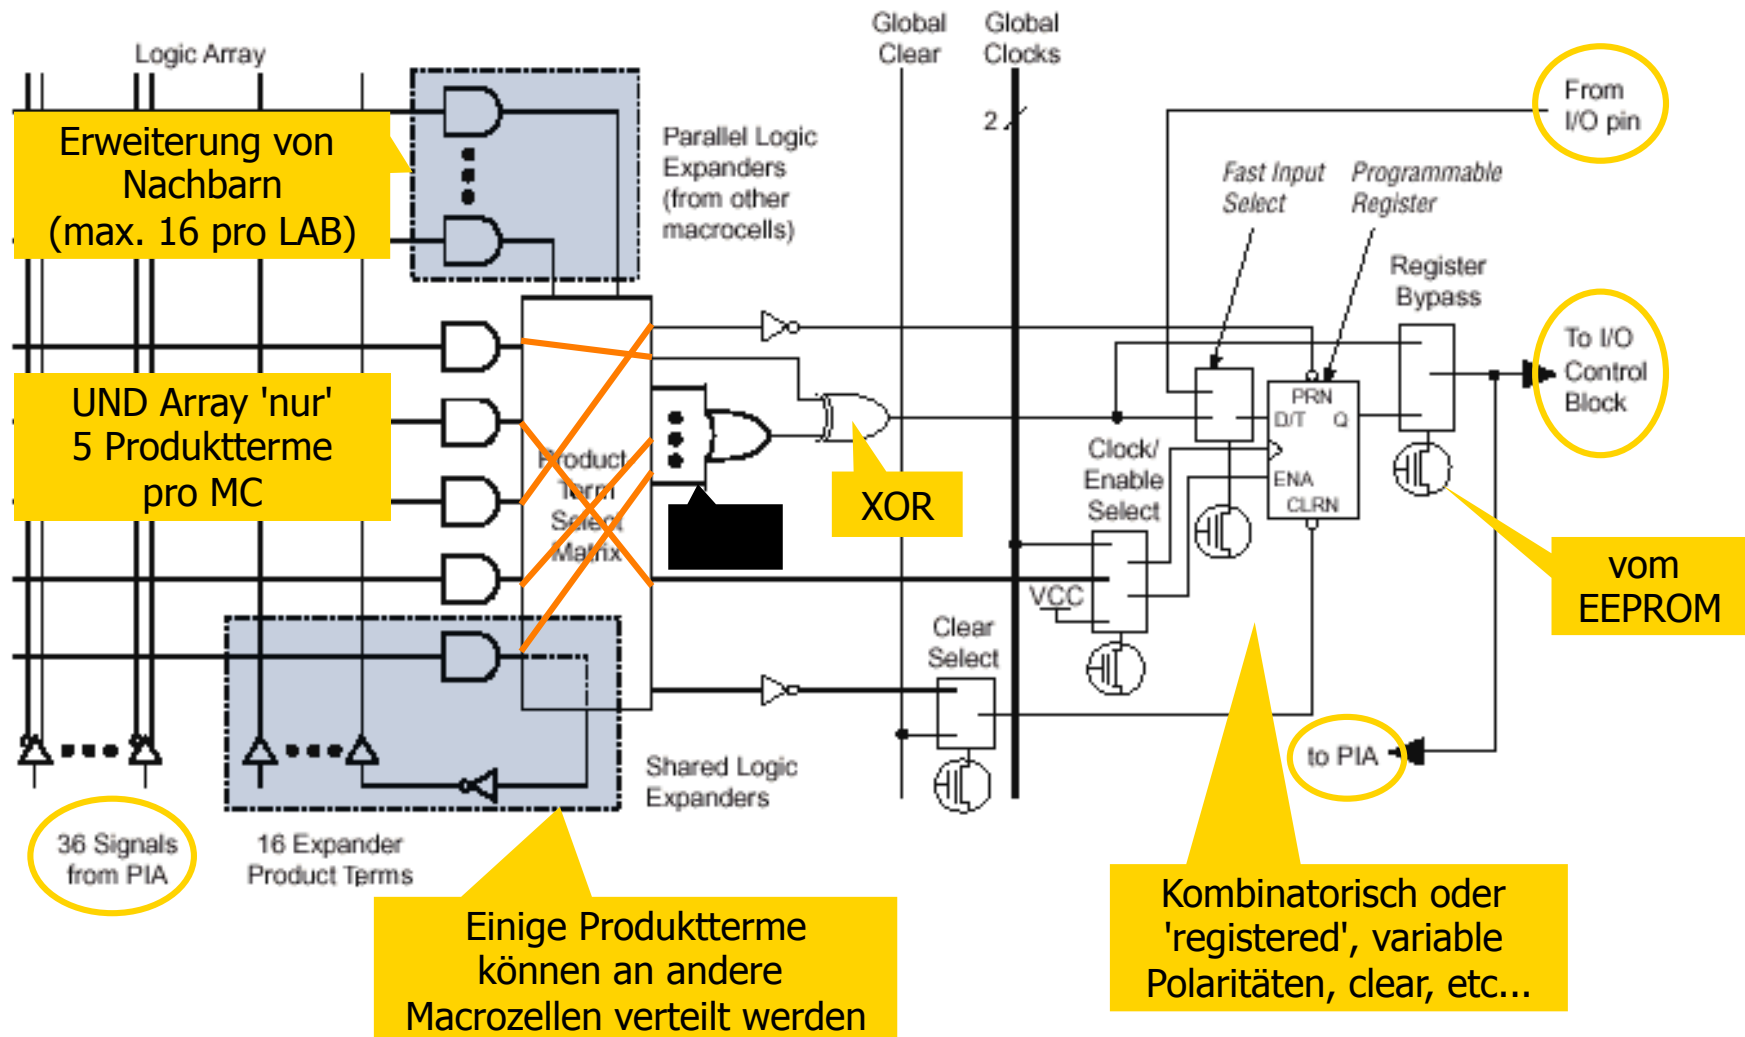 Logic Array
Global
Clear
Global
Clocks
2
From
I/O pin
Erweiterung von
Nachbarn
(max. 16 pro LAB)
Parallel Logic
Expanders
(from other
macrocells)
Fast Input
Select
Programmable
Register
Register
Bypass
To I/O
Control
Block
UND Array 'nur'
5 Produktterme
pro MC
Product
Term
Select
Matrix
XOR
PRN
D/T Q
ENA
CLRN
Clock/
Enable
Select
VCC
vom
EEPROM
Clear
Select
to PIA
Shared Logic
Expanders
36 Signals
from PIA
16 Expander
Product Terms
Einige Produktterme
können an andere
Macrozellen verteilt werden
Kombinatorisch oder
'registered', variable
Polaritäten, clear, etc...